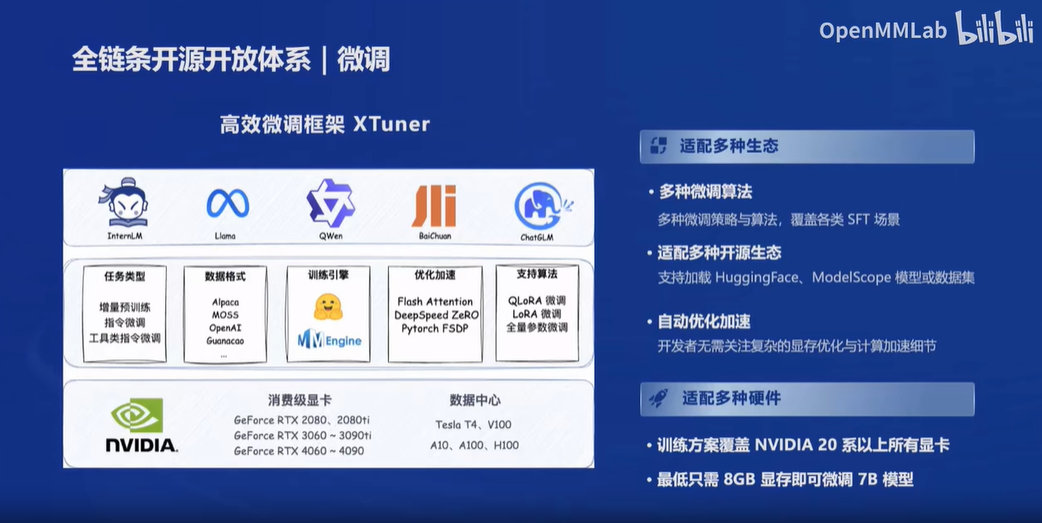 OpenMMLab bilibili
全链条开源开放体系 | 微调
高效微调框架 XTuner
InternLM
Llama
QWen
BaiChuan
ChatGLM
任务类型
增量预训练
指令微调
工具类指令微调
数据格式
Alpaca
MOSS
OpenAI
Guanacao
...
训练引擎
MMEngine
优化加速
Flash Attention
DeepSpeed ZeRO
Pytorch FSDP
支持算法
QLoRA 微调
LoRA 微调
全量参数微调
NVIDIA.
消费级显卡
GeForce RTX 2080、2080ti
GeForce RTX 3060 ~ 3090ti
GeForce RTX 4060 ~ 4090
数据中心
Tesla T4、V100
A10、A100、H100
适配多种生态
• 多种微调算法
多种微调策略与算法，覆盖各类 SFT 场景
• 适配多种开源生态
支持加载 HuggingFace、ModelScope 模型或数据集
• 自动优化加速
开发者无需关注复杂的显存优化与计算加速细节
适配多种硬件
• 训练方案覆盖 NVIDIA 20 系以上所有显卡
• 最低只需 8GB 显存即可微调 7B 模型